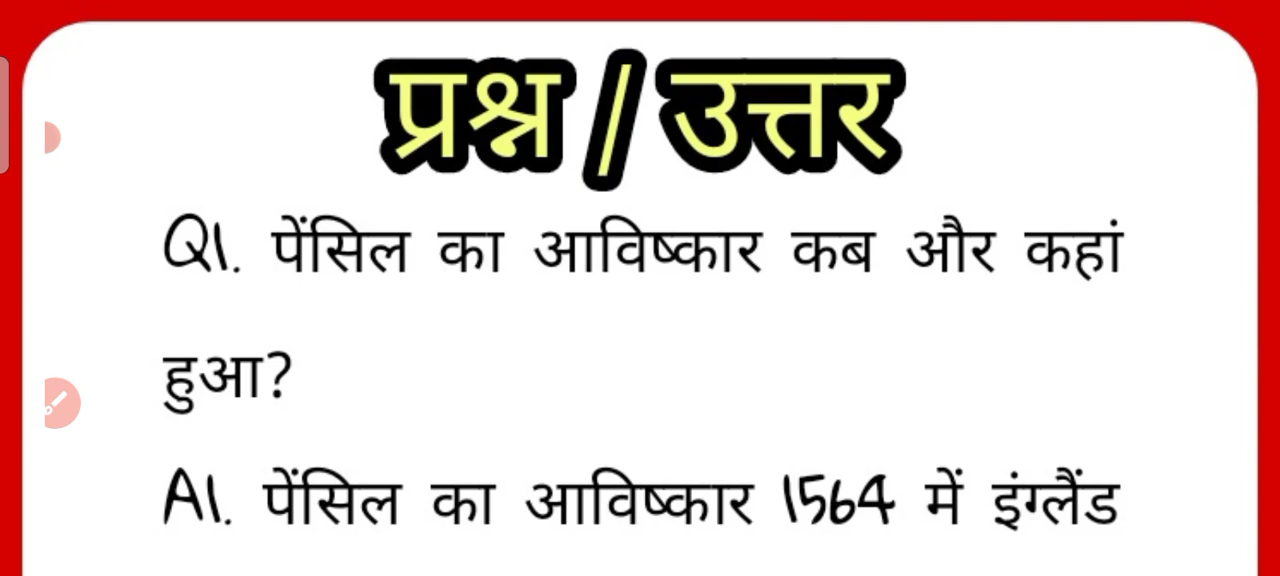 प्रश्न / उत्तर
Q1. पेंसिल का आविष्कार कब और कहां
हुआ?
A1. पेंसिल का आविष्कार 1564 में इंग्लैंड